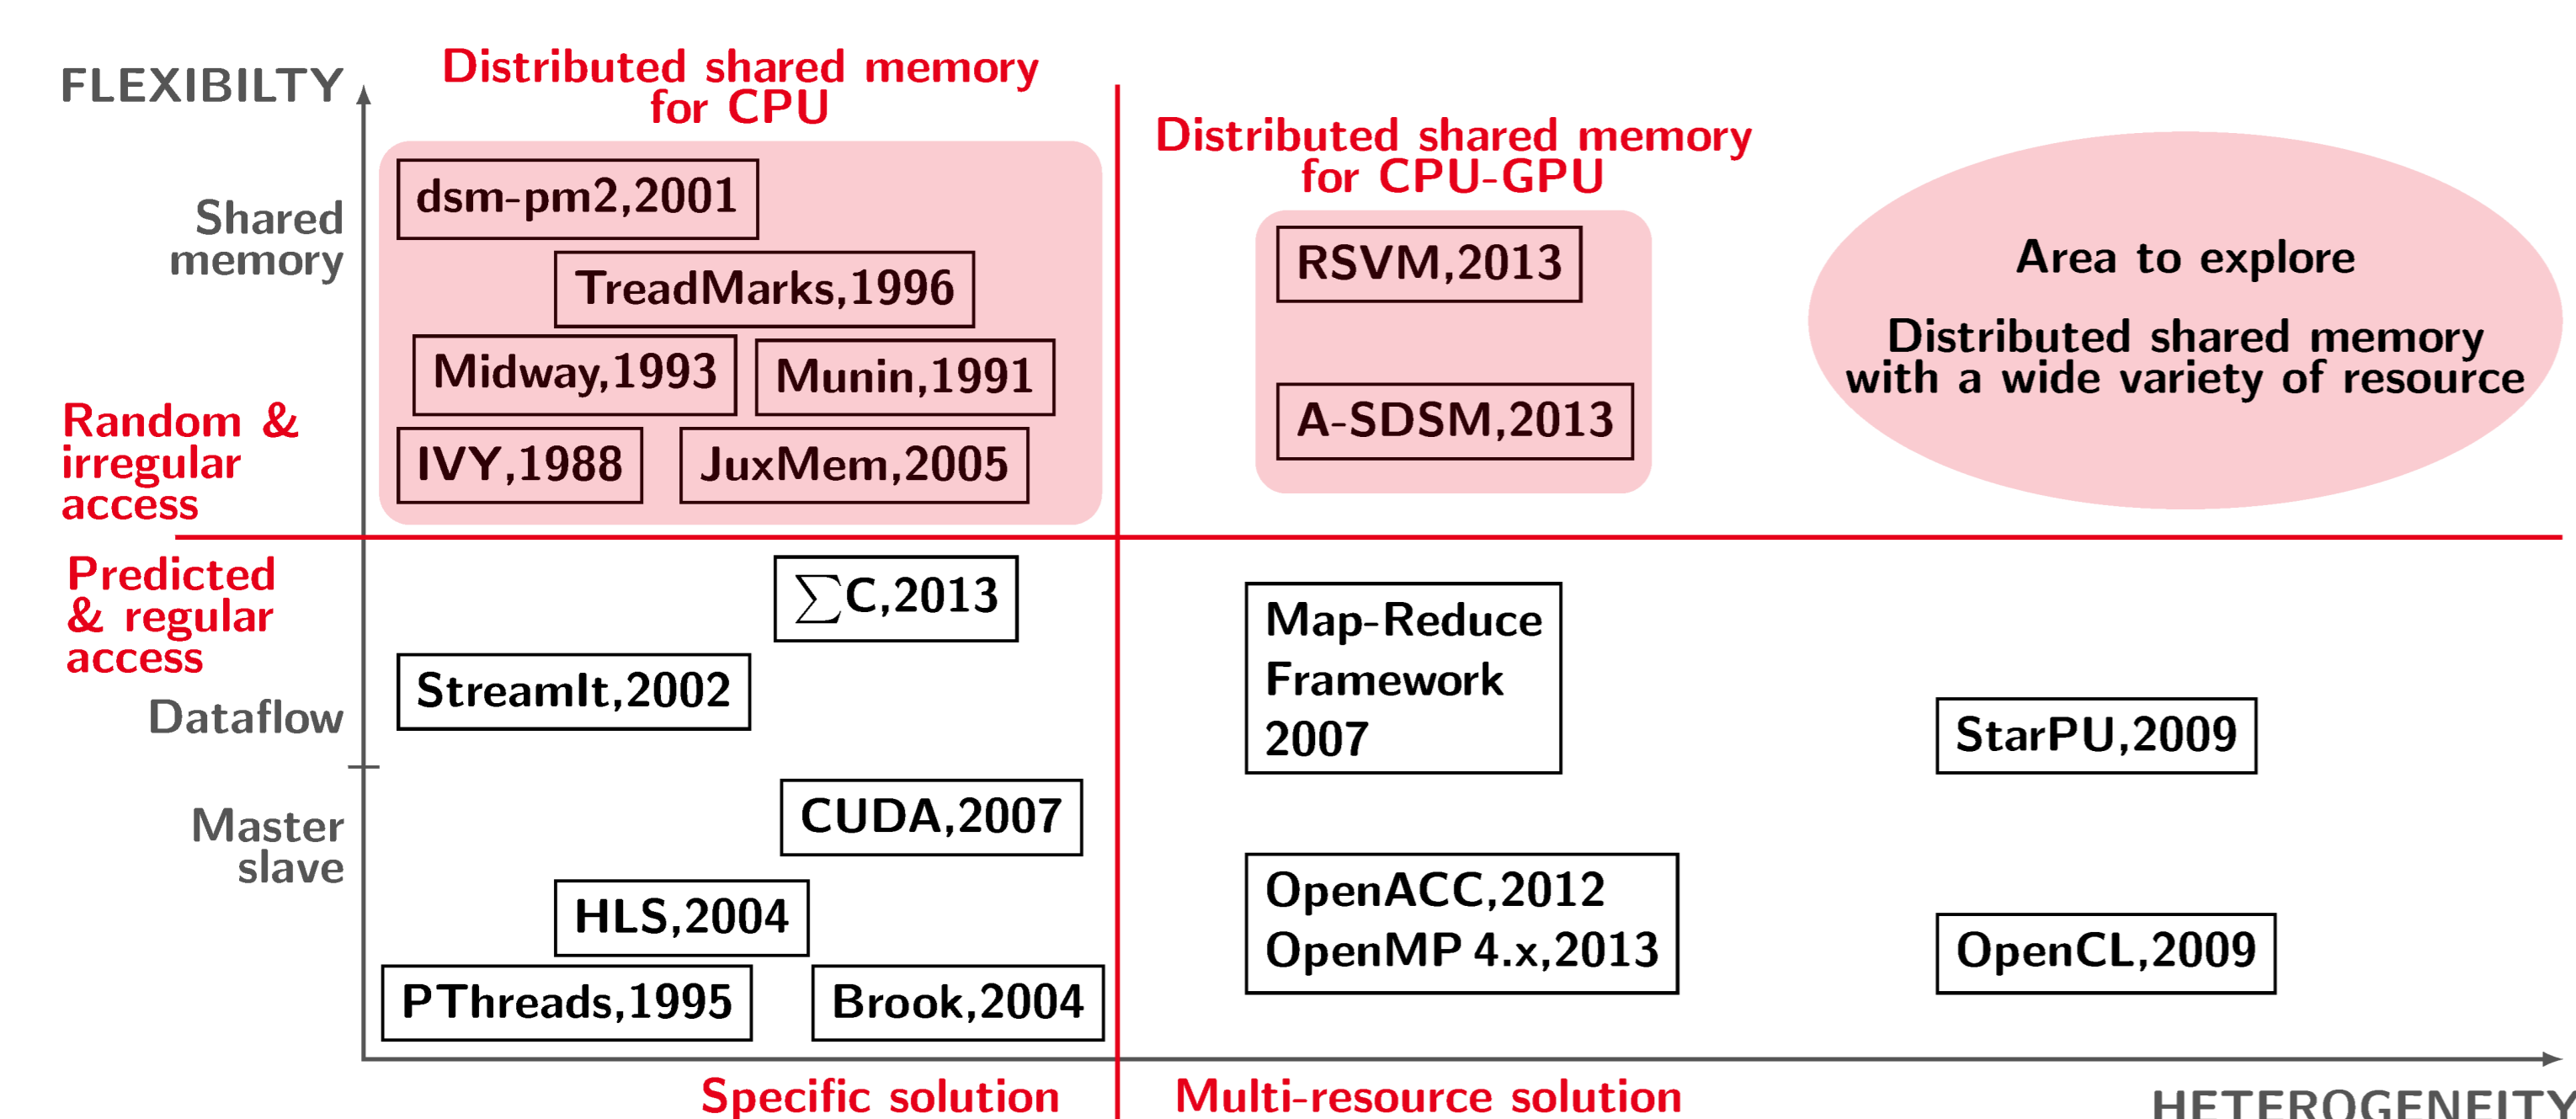 FLEXIBILTY
Distributed shared memory
for CPU
Distributed shared memory
for CPU-GPU
Shared
memory
dsm-pm2,2001
TreadMarks,1996
Midway,1993
Munin,1991
IVY,1988
JuxMem,2005
RSVM,2013
A-SDSM,2013
Area to explore
Distributed shared memory
with a wide variety of resource
Random &
irregular
access
Predicted
& regular
access
Dataflow
Master
slave
∑C,2013
StreamIt,2002
CUDA,2007
HLS,2004
PThreads,1995
Brook,2004
Map-Reduce
Framework
2007
OpenACC,2012
OpenMP 4.x,2013
StarPU,2009
OpenCL,2009
Specific solution
Multi-resource solution
HETEROGENEITY